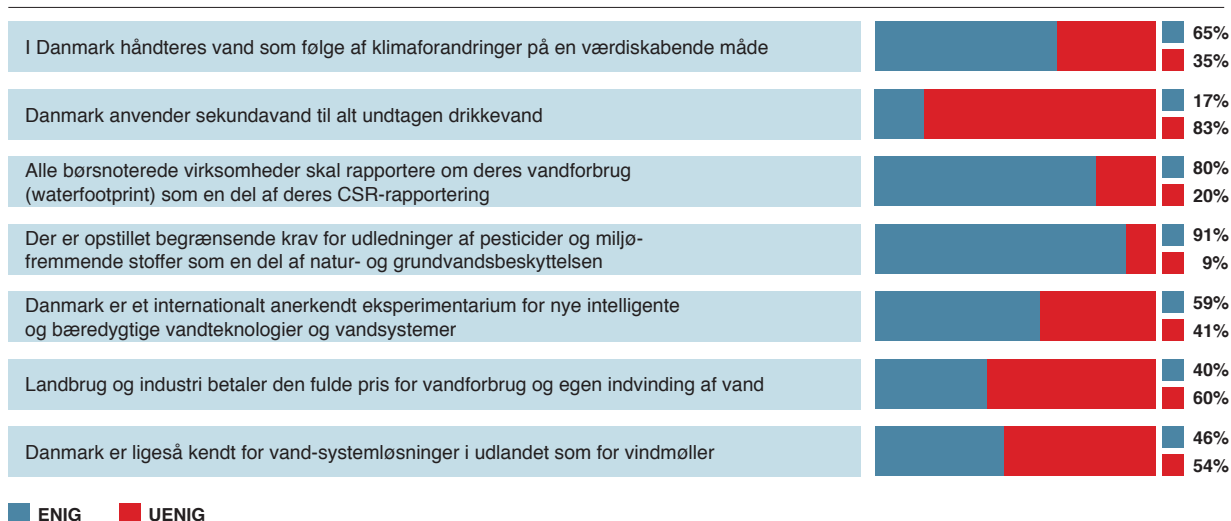 I Danmark håndteres vand som følge af klimaforandringer på en værdiskabende måde
65%
35%
Danmark anvender sekundavand til alt undtagen drikkevand
17%
83%
Alle børsnoterede virksomheder skal rapportere om deres vandforbrug
(waterfootprint) som en del af deres CSR-rapportering
80%
20%
Der er opstillet begrænsende krav for udledninger af pesticider og miljø-
fremmende stoffer som en del af natur- og grundvandsbeskyttelsen
91%
9%
Danmark er et internationalt anerkendt eksperimentarium for nye intelligente
og bæredygtige vandteknologier og vandsystemer
59%
41%
Landbrug og industri betaler den fulde pris for vandforbrug og egen indvinding af vand
40%
60%
Danmark er ligeså kendt for vand-systemløsninger i udlandet som for vindmøller
46%
54%
ENIG UENIG